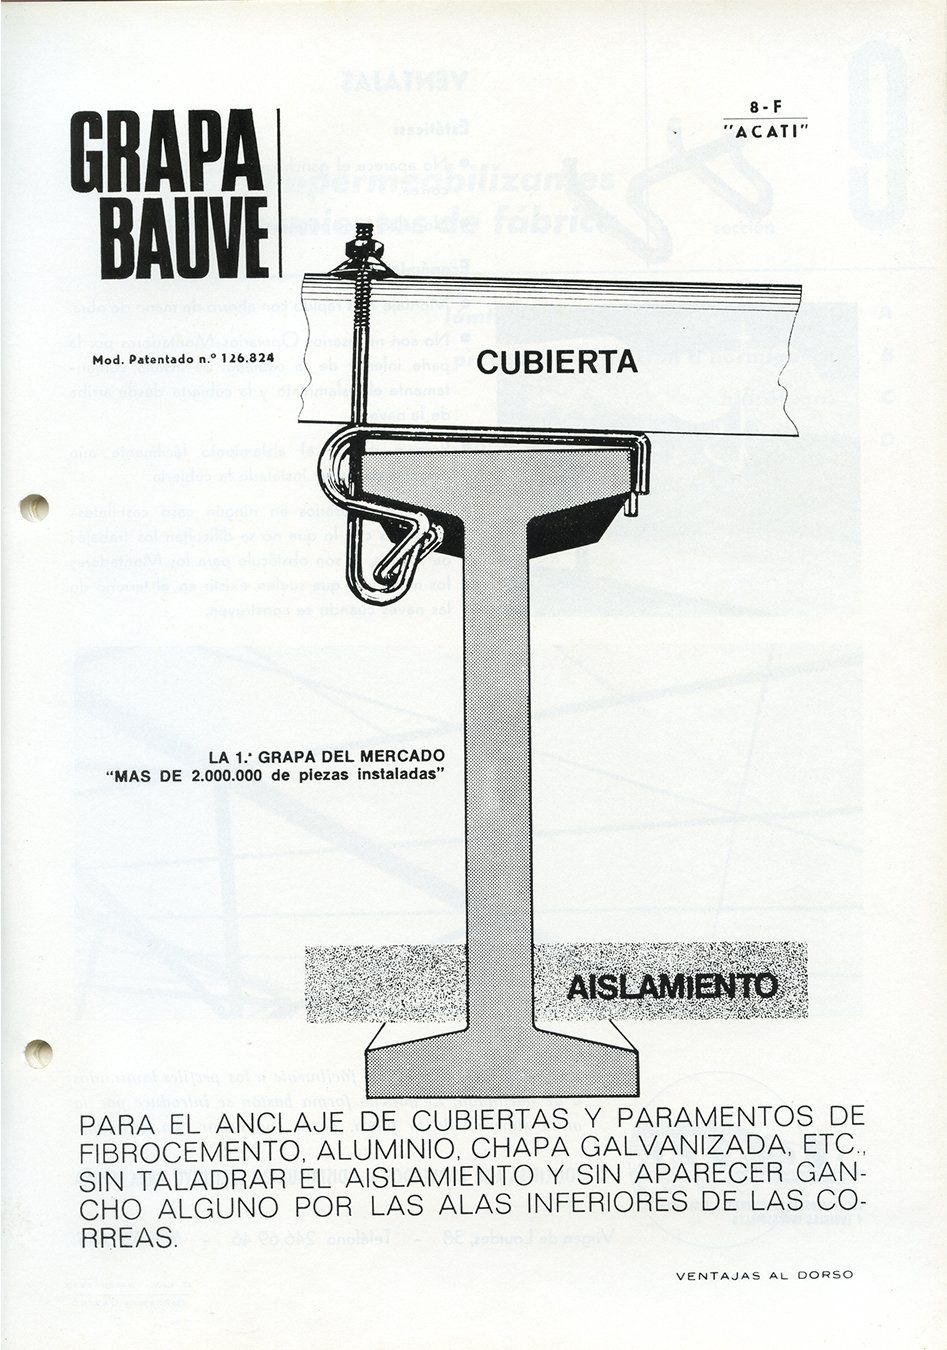 GRAPA
BAUVE
8-F
"ACATI"
Mod. Patentado n.º 126.824
CUBIERTA
LA 1.ª GRAPA DEL MERCADO
"MAS DE 2.000.000 de piezas instaladas"
AISLAMIENTO
PARA EL ANCLAJE DE CUBIERTAS Y PARAMENTOS DE
FIBROCEMENTO, ALUMINIO, CHAPA GALVANIZADA, ETC.,
SIN TALADRAR EL AISLAMIENTO Y SIN APARECER GAN-
CHO ALGUNO POR LAS ALAS INFERIORES DE LAS CO-
RREAS.
VENTAJAS AL DORSO